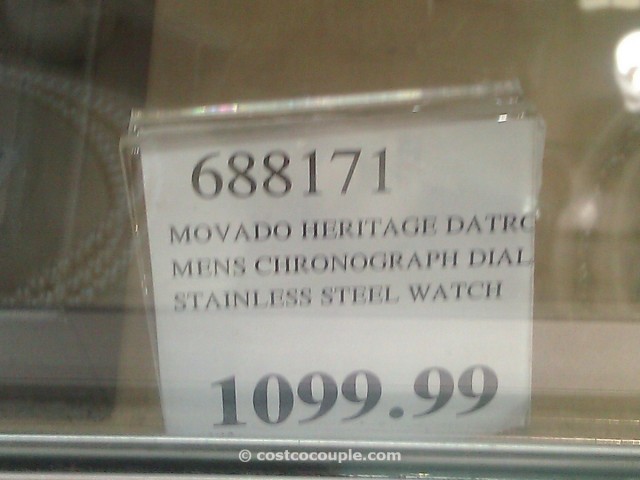 688171
MOVADO HERITAGE DATRO
MENS CHRONOGRAPH DIAL
STAINLESS STEEL WATCH
1099.99
© costcocouple.com